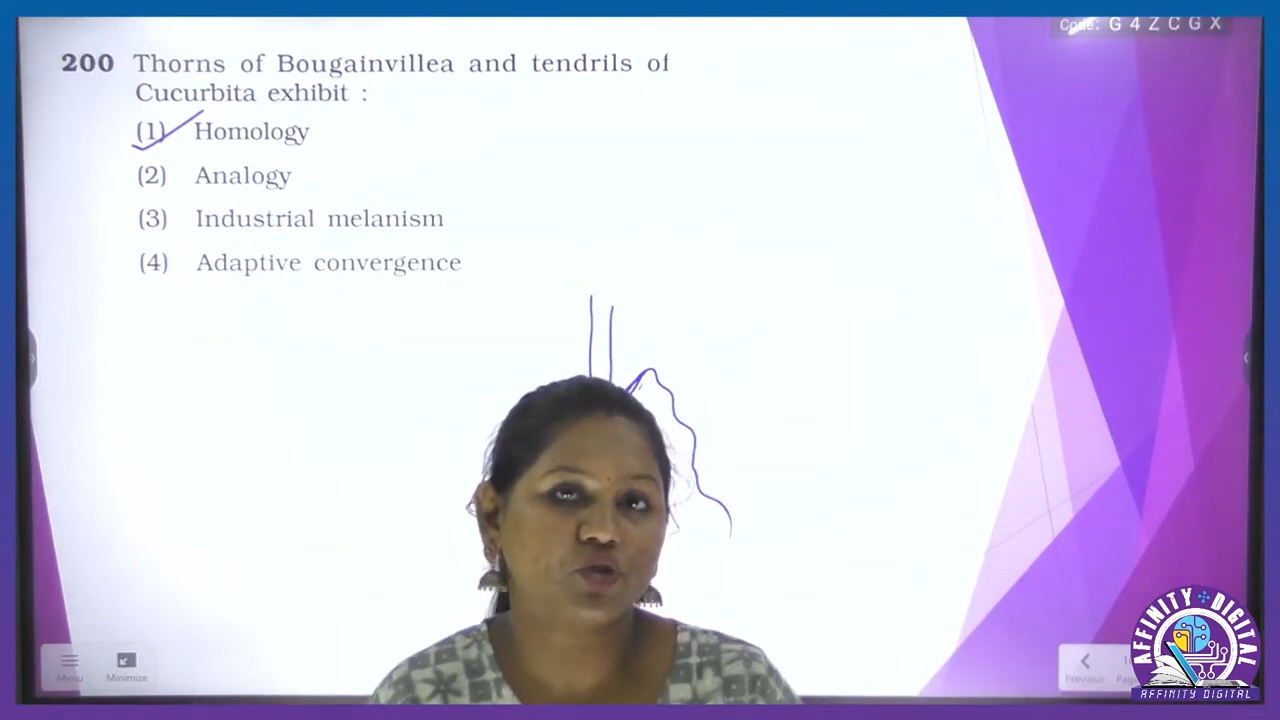 Code: G 4 Z C G X
200 Thorns of Bougainvillea and tendrils of
Cucurbita exhibit :
(1) Homology
(2) Analogy
(3) Industrial melanism
(4) Adaptive convergence
Menu
Minimize
Previous
AFFINITY DIGITAL
AFFINITY DIGITAL